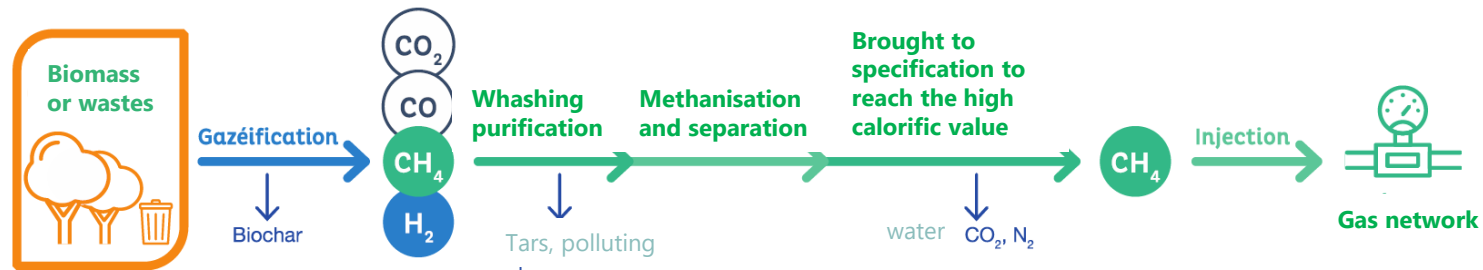 Biomass
or wastes
Gazéification
Biochar
CO₂
CO
CH₄
H₂
Whashing
purification
Tars, polluting
Methanisation
and separation
Brought to
specification to
reach the high
calorific value
water CO₂, N₂
CH₄
Injection
Gas network